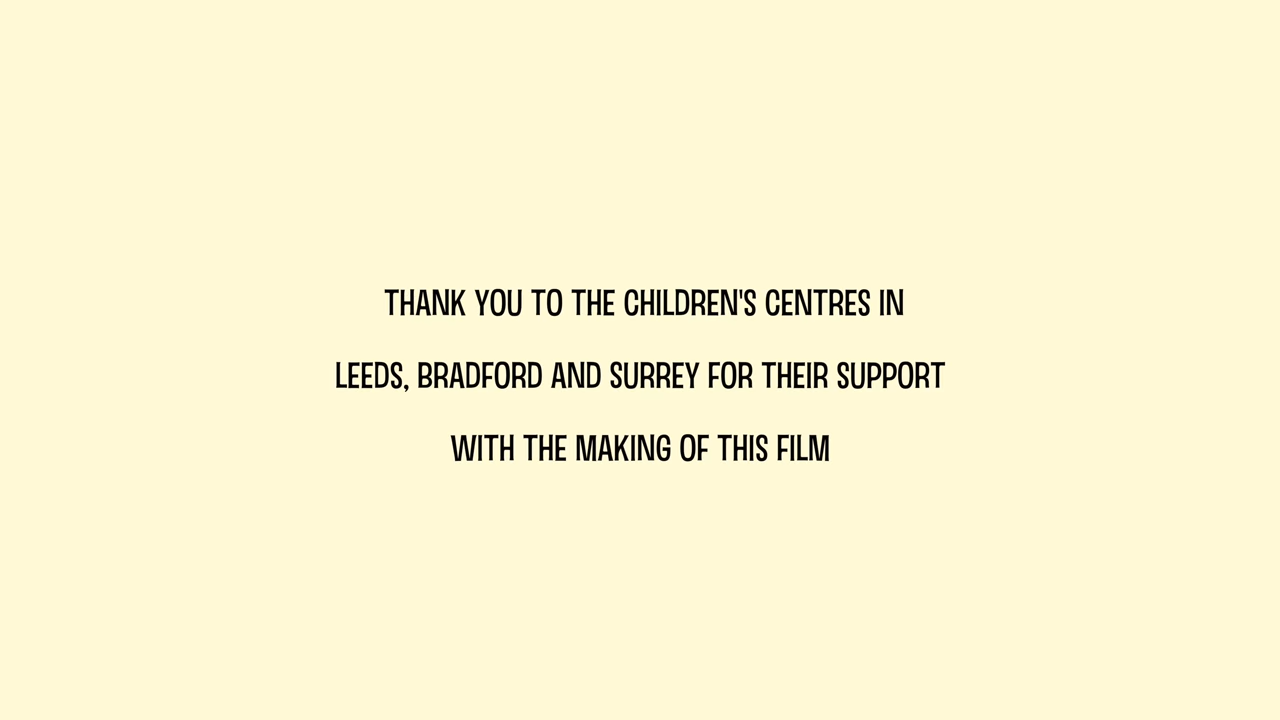 THANK YOU TO THE CHILDREN'S CENTRES IN
LEEDS, BRADFORD AND SURREY FOR THEIR SUPPORT
WITH THE MAKING OF THIS FILM